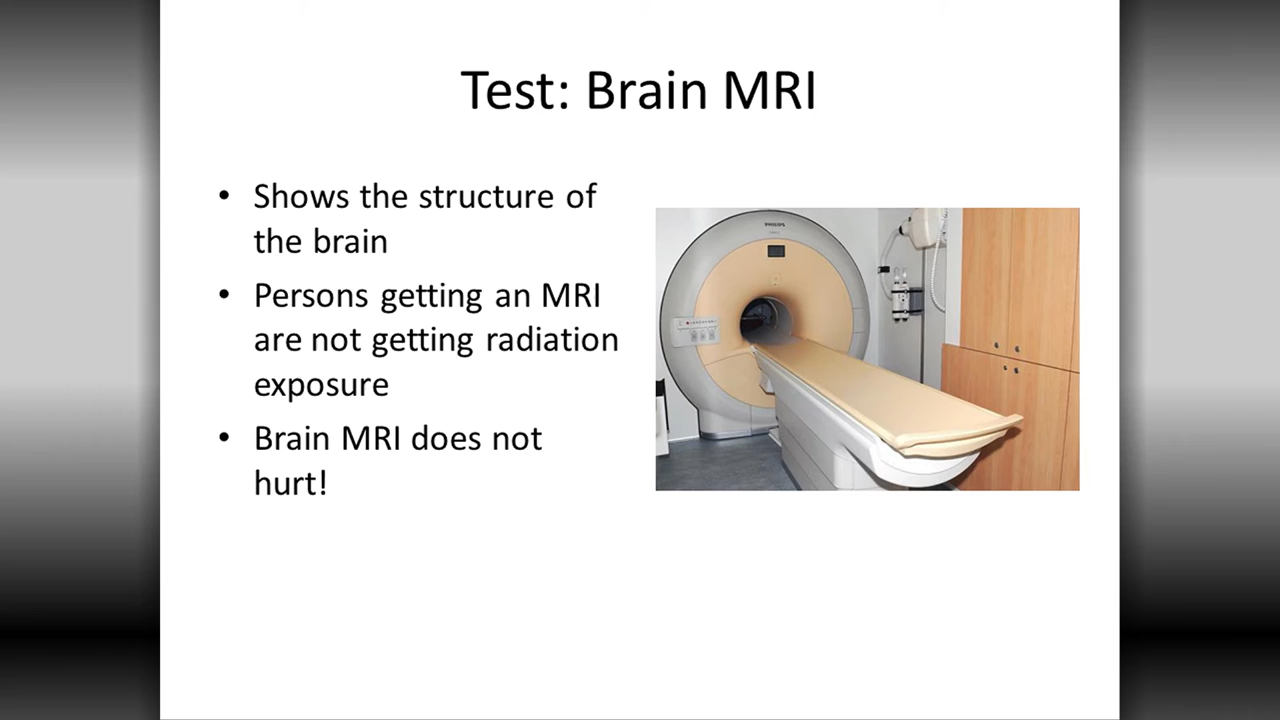 Test: Brain MRI
• Shows the structure of
the brain
• Persons getting an MRI
are not getting radiation
exposure
• Brain MRI does not
hurt!
PHILIPS